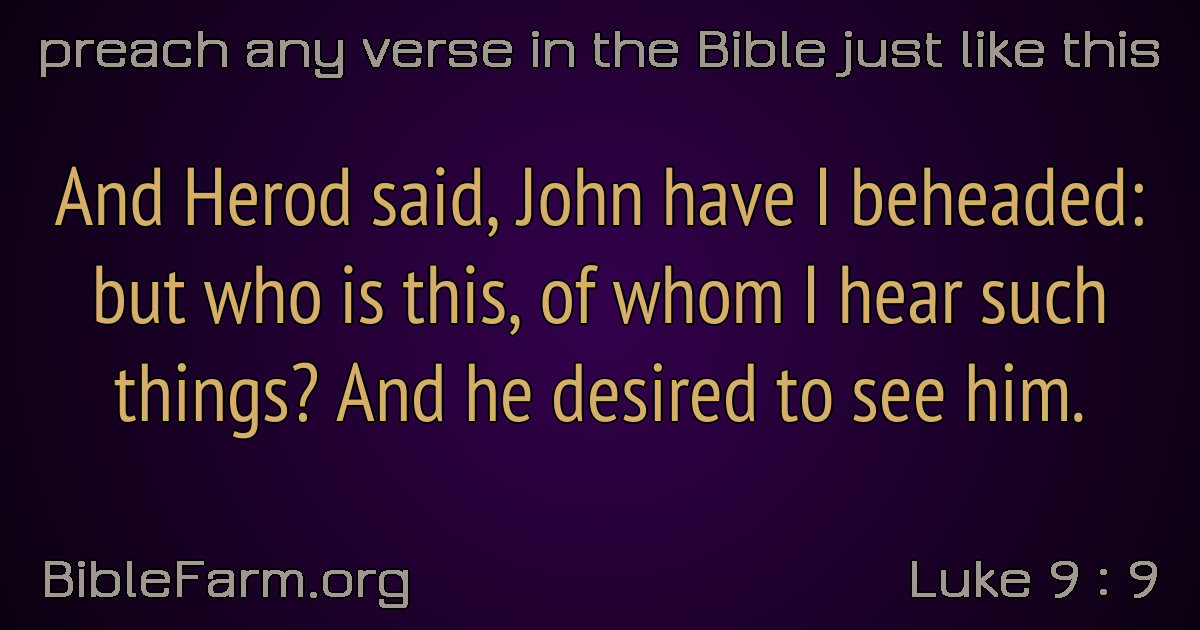 preach any verse in the Bible just like this
And Herod said, John have I beheaded:
but who is this, of whom I hear such
things? And he desired to see him.
BibleFarm.org
Luke 9 : 9